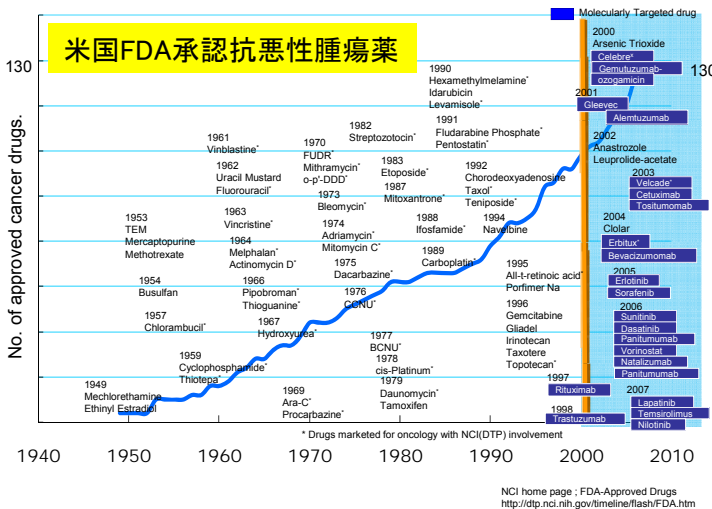 Molecularly Targeted drug
米国FDA承認抗悪性腫瘍薬
No. of approved cancer drugs.
130
130
1949
Mechlorethamine
Ethinyl Estradiol
1953
TEM
Mercaptopurine
Methotrexate
1954
Busulfan
1957
Chlorambucil*
1959
Cyclophosphamide*
Thiotepa*
1961
Vinblastine*
1962
Uracil Mustard
Fluorouracil*
1963
Vincristine*
1964
Melphalan*
Actinomycin D*
1966
Pipobroman*
Thioguanine*
1967
Hydroxyurea*
1969
Ara-C*
Procarbazine*
1970
FUDR*
Mithramycin*
o-p'-DDD*
1973
Bleomycin*
1974
Adriamycin*
Mitomycin C*
1975
Dacarbazine*
1976
CCNU*
1977
BCNU*
1978
cis-Platinum*
1979
Daunomycin*
Tamoxifen
1982
Streptozotocin*
1983
Etoposide*
1987
Mitoxantrone*
1988
Ifosfamide*
1989
Carboplatin*
1990
Hexamethylmelamine*
Idarubicin
Levamisole*
1991
Fludarabine Phosphate*
Pentostatin*
1992
Chorodeoxyadenosine
Taxol*
Teniposide*
1994
Navelbine
1995
All-t-retinoic acid*
Porfimer Na
1996
Gemcitabine
Gliadel
Irinotecan
Taxotere
Topotecan*
1997
Rituximab
1998
Trastuzumab
2000
Arsenic Trioxide
Celebrex
Gemutuzumab-
ozogamicin
2001
Gleevec
Alemtuzumab
2002
Anastrozole
Leuprolide-acetate
2003
Velcade*
Cetuximab
Tositumomab
2004
Clolar
Erbitux*
Bevacizumomab
2005
Erlotinib
Sorafenib
2006
Sunitinib
Dasatinib
Panitumumab
Vorinostat
Natalizumab
Panitumumab
2007
Lapatinib
Temsirolimus
Nilotinib
* Drugs marketed for oncology with NCI(DTP) involvement
1940 1950 1960 1970 1980 1990 2000 2010
NCI home page ; FDA-Approved Drugs
http://dtp.nci.nih.gov/timeline/flash/FDA.htm